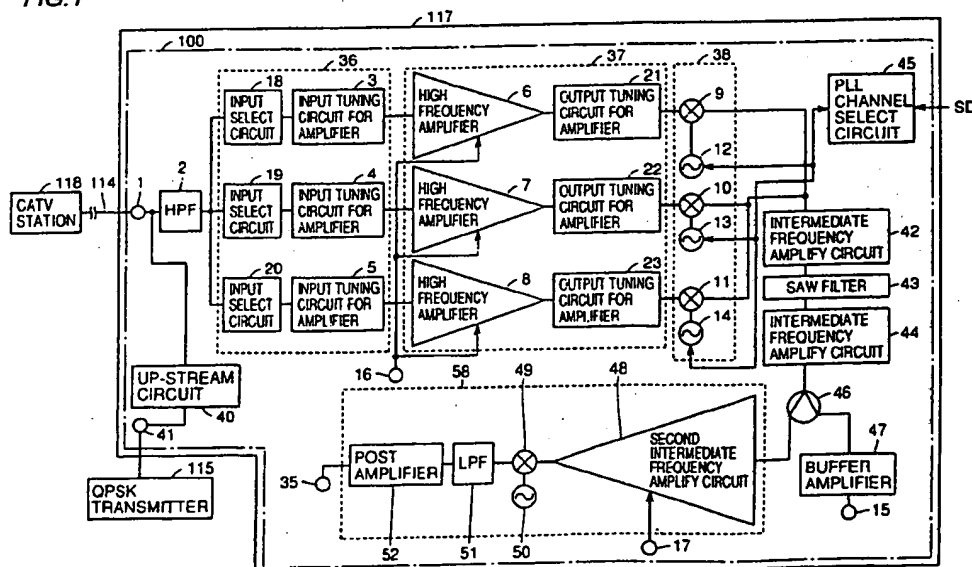 FIG.1
117
100
36
37
38
45
18
3
6
21
9
INPUT
SELECT
CIRCUIT
INPUT TUNING
CIRCUIT FOR
AMPLIFIER
HIGH
FREQUENCY
AMPLIFIER
OUTPUT TUNING
CIRCUIT FOR
AMPLIFIER
PLL
CHANNEL
SELECT
CIRCUIT
12
118
114
1
2
19
4
7
22
10
CATV
STATION
HPF
INPUT
SELECT
CIRCUIT
INPUT TUNING
CIRCUIT FOR
AMPLIFIER
HIGH
FREQUENCY
AMPLIFIER
OUTPUT TUNING
CIRCUIT FOR
AMPLIFIER
13
INTERMEDIATE
FREQUENCY
AMPLIFY
CIRCUIT
42
20
5
8
23
11
INPUT
SELECT
CIRCUIT
INPUT TUNING
CIRCUIT FOR
AMPLIFIER
HIGH
FREQUENCY
AMPLIFIER
OUTPUT TUNING
CIRCUIT FOR
AMPLIFIER
SAW FILTER
43
14
INTERMEDIATE
FREQUENCY
AMPLIFY CIRCUIT
44
16
58
49
48
46
UP-STREAM
CIRCUIT
40
41
47
POST
AMPLIFIER
LPF
SECOND
INTERMEDIATE
FREQUENCY
AMPLIFY CIRCUIT
BUFFER
AMPLIFIER
115
35
QPSK
TRANSMITTER
15
52
51
50
17